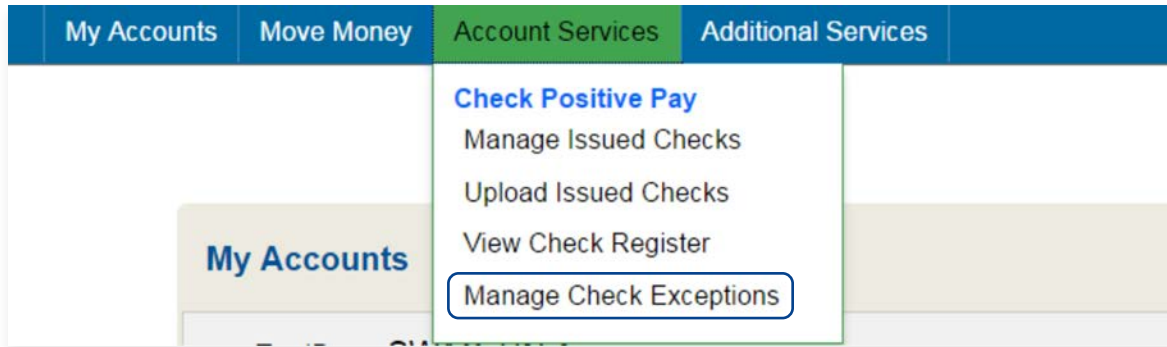 My Accounts Move Money Account Services Additional Services
Check Positive Pay
Manage Issued Checks
Upload Issued Checks
View Check Register
My Accounts
Manage Check Exceptions